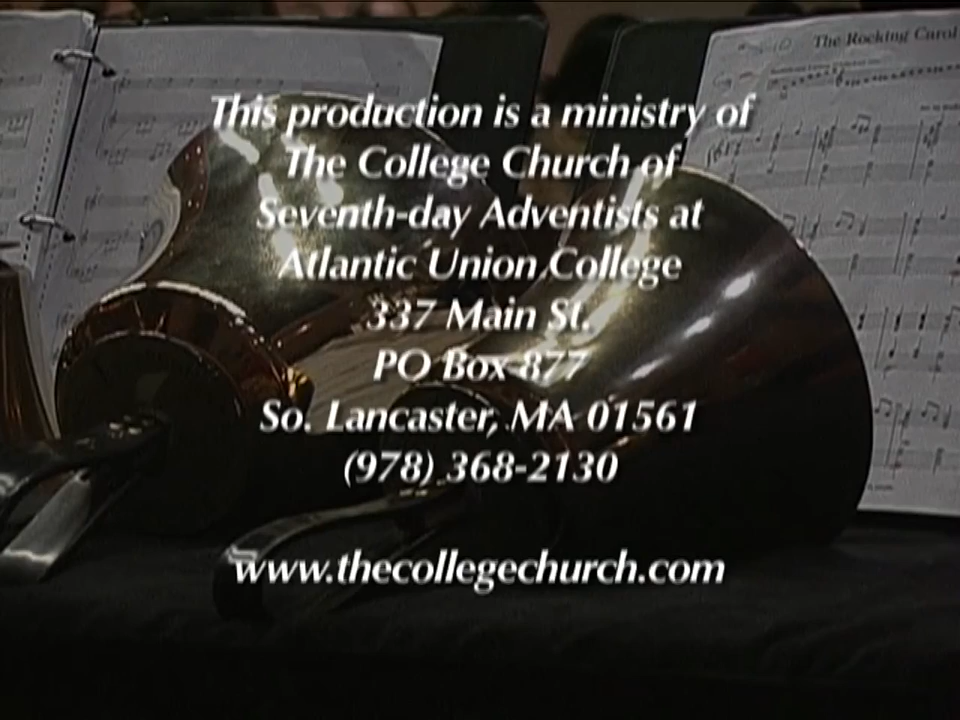 The Rocking Carol
This production is a ministry of
The College Church of
Seventh-day Adventists at
Atlantic Union College
337 Main St.
PO Box 877
So. Lancaster, MA 01561
(978) 368-2130
www.thecollegechurch.com